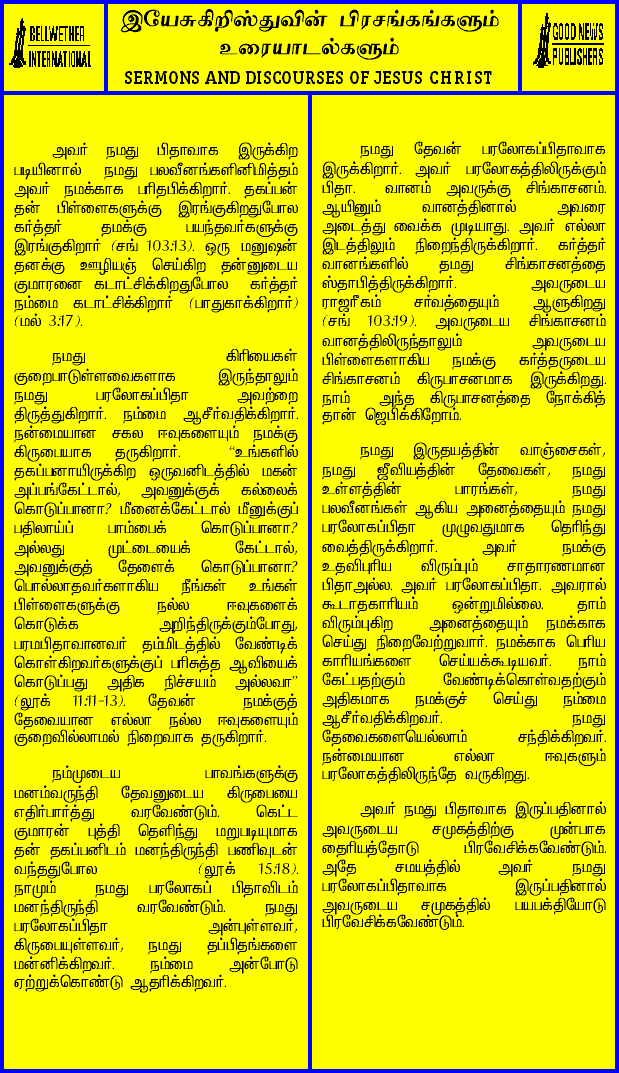 BELLWETHER
INTERNATIONAL
இயேசுகிறிஸ்துவின் பிரசங்கங்களும்
உரையாடல்களும்
SERMONS AND DISCOURSES OF JESUS CHRIST
GOOD NEWS
PUBLISHERS
அவர் நமது பிதாவாக இருக்கிற
படியினால் நமது பலவீனங்களினிமித்தம்
அவர் நமக்காக பரிதபிக்கிறார். தகப்பன்
தன் பிள்ளைகளுக்கு இரங்குகிறதுபோல
கர்த்தர் தமக்கு பயந்தவர்களுக்கு
இரங்குகிறார் (சங் 103:13). ஒரு மனுஷன்
தனக்கு ஊழியஞ் செய்கிற தன்னுடைய
குமாரனை கடாட்சிக்கிறதுபோல கர்த்தர்
நம்மை கடாட்சிக்கிறார் (பாதுகாக்கிறார்)
(மல் 3:17).
நமது கிரியைகள்
குறைபாடுள்ளவைகளாக இருந்தாலும்
நமது பரலோகப்பிதா அவற்றை
திருத்துகிறார். நம்மை ஆசீர்வதிக்கிறார்.
நன்மையான சகல ஈவுகளையும் நமக்கு
கிருபையாக தருகிறார். “உங்களில்
தகப்பனாயிருக்கிற ஒருவனிடத்தில் மகன்
அப்பங்கேட்டால், அவனுக்குக் கல்லைக்
கொடுப்பானா? மீனைக்கேட்டால் மீனுக்குப்
பதிலாய்ப் பாம்பைக் கொடுப்பானா?
அல்லது முட்டையைக் கேட்டால்,
அவனுக்குத் தேளைக் கொடுப்பானா?
பொல்லாதவர்களாகிய நீங்கள் உங்கள்
பிள்ளைகளுக்கு நல்ல ஈவுகளைக்
கொடுக்க அறிந்திருக்கும்போது,
பரமபிதாவானவர் தம்மிடத்தில் வேண்டிக்
கொள்கிறவர்களுக்குப் பரிசுத்த ஆவியைக்
கொடுப்பது அதிக நிச்சயம் அல்லவா”
(லூக் 11:11-13). தேவன் நமக்குத்
தேவையான எல்லா நல்ல ஈவுகளையும்
குறைவில்லாமல் நிறைவாக தருகிறார்.
நம்முடைய பாவங்களுக்கு
மனம்வருந்தி தேவனுடைய கிருபையை
எதிர்பார்த்து வரவேண்டும். கெட்ட
குமாரன் புத்தி தெளிந்து மறுபடியுமாக
தன் தகப்பனிடம் மனந்திருந்தி பணிவுடன்
வந்ததுபோல (லூக் 15:18).
நாமும் நமது பரலோகப் பிதாவிடம்
மனந்திருந்தி வரவேண்டும். நமது
பரலோகப்பிதா அன்புள்ளவர்,
கிருபையுள்ளவர், நமது தப்பிதங்களை
மன்னிக்கிறவர். நம்மை அன்போடு
ஏற்றுக்கொண்டு ஆதரிக்கிறவர்.
நமது தேவன் பரலோகப்பிதாவாக
இருக்கிறார். அவர் பரலோகத்திலிருக்கும்
பிதா. வானம் அவருக்கு சிங்காசனம்.
ஆயினும் வானத்தினால் அவரை
அடைத்து வைக்க முடியாது. அவர் எல்லா
இடத்திலும் நிறைந்திருக்கிறார். கர்த்தர்
வானங்களில் தமது சிங்காசனத்தை
ஸ்தாபித்திருக்கிறார். அவருடைய
ராஜரீகம் சர்வத்தையும் ஆளுகிறது
(சங் 103:19). அவருடைய சிங்காசனம்
வானத்திலிருந்தாலும் அவருடைய
பிள்ளைகளாகிய நமக்கு கர்த்தருடைய
சிங்காசனம் கிருபாசனமாக இருக்கிறது.
நாம் அந்த கிருபாசனத்தை நோக்கித்
தான் ஜெபிக்கிறோம்.
நமது இருதயத்தின் வாஞ்சைகள்,
நமது ஜீவியத்தின் தேவைகள், நமது
உள்ளத்தின் பாரங்கள், நமது
பலவீனங்கள் ஆகிய அனைத்தையும் நமது
பரலோகப்பிதா முழுவதுமாக தெரிந்து
வைத்திருக்கிறார். அவர் நமக்கு
உதவிபுரிய விரும்பும் சாதாரணமான
பிதாஅல்ல. அவர் பரலோகப்பிதா. அவரால்
கூடாதகாரியம் ஒன்றுமில்லை. தாம்
விரும்புகிற அனைத்தையும் நமக்காக
செய்து நிறைவேற்றுவார். நமக்காக பெரிய
காரியங்களை செய்யக்கூடியவர். நாம்
கேட்பதற்கும் வேண்டிக்கொள்வதற்கும்
அதிகமாக நமக்குச் செய்து நம்மை
ஆசீர்வதிக்கிறவர். நமது
தேவைகளையெல்லாம் சந்திக்கிறவர்.
நன்மையான எல்லா ஈவுகளும்
பரலோகத்திலிருந்தே வருகிறது.
அவர் நமது பிதாவாக இருப்பதினால்
அவருடைய சமுகத்திற்கு முன்பாக
தைரியத்தோடு பிரவேசிக்கவேண்டும்.
அதே சமயத்தில் அவர் நமது
பரலோகப்பிதாவாக இருப்பதினால்
அவருடைய சமுகத்தில் பயபக்தியோடு
பிரவேசிக்கவேண்டும்.